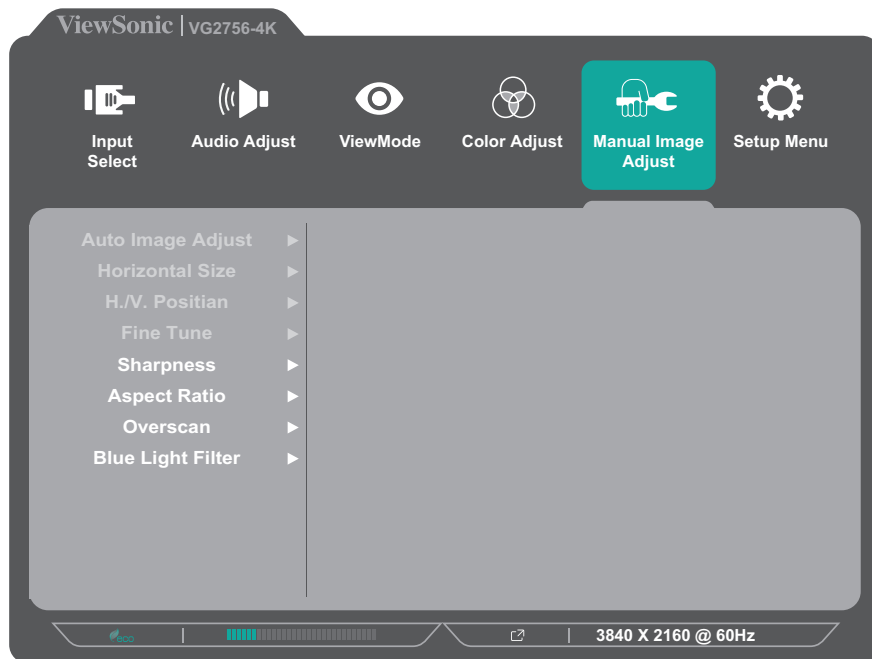 ViewSonic | VG2756-4K
Input
Select
Audio Adjust
ViewMode
Color Adjust
Manual Image
Adjust
Setup Menu
Auto Image Adjust
Horizontal Size
H./V. Positian
Fine Tune
Sharpness
Aspect Ratio
Overscan
Blue Light Filter
eco
3840 X 2160 @ 60Hz